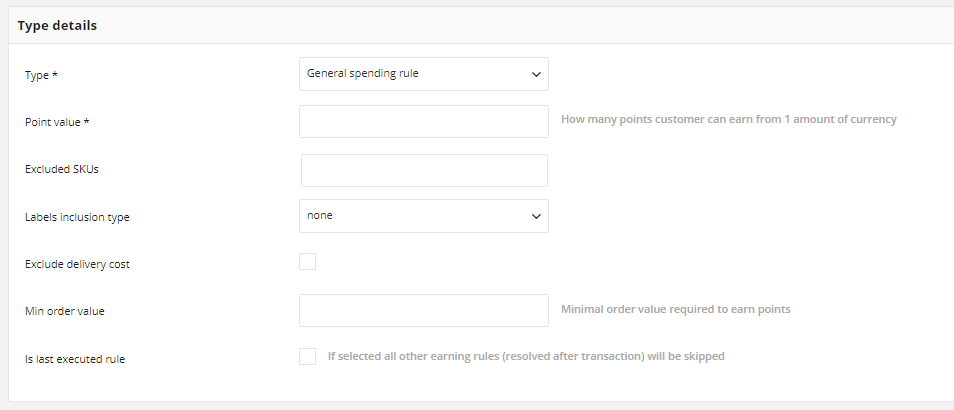 Type details
Type * General spending rule
Point value * How many points customer can earn from 1 amount of currency
Excluded SKUs
Labels inclusion type none
Exclude delivery cost
Min order value Minimal order value required to earn points
Is last executed rule If selected all other earning rules (resolved after transaction) will be skipped